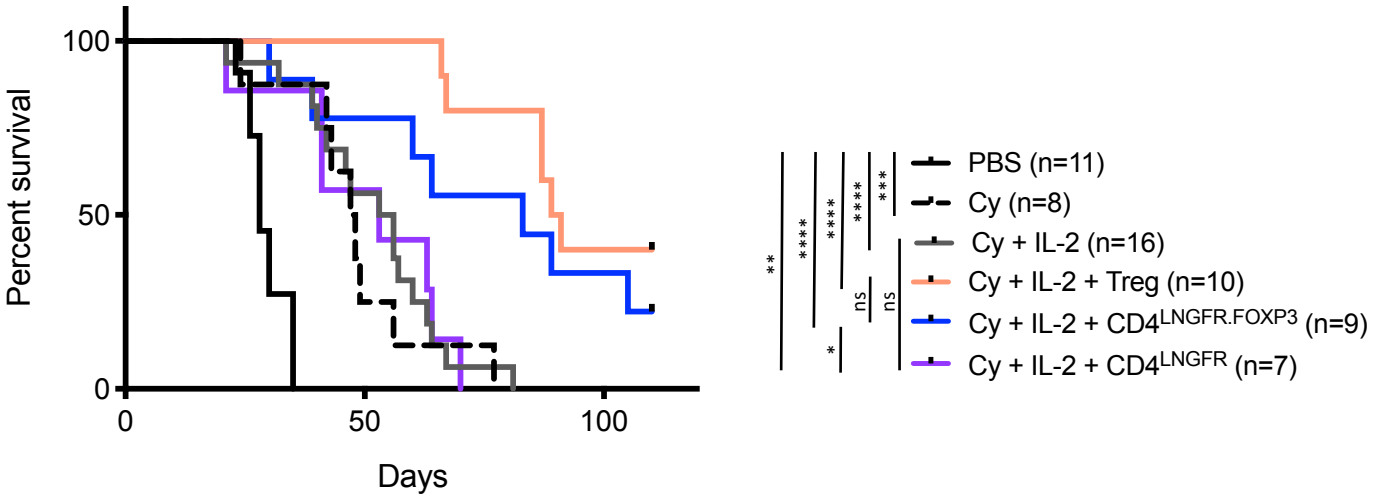 Percent survival
100
50
0
0
50
100
Days
**
****
****
****
***
*
ns
ns
PBS (n=11)
Cy (n=8)
Cy + IL-2 (n=16)
Cy + IL-2 + Treg (n=10)
Cy + IL-2 + CD4LNGFR.FOXP3 (n=9)
Cy + IL-2 + CD4LNGFR (n=7)